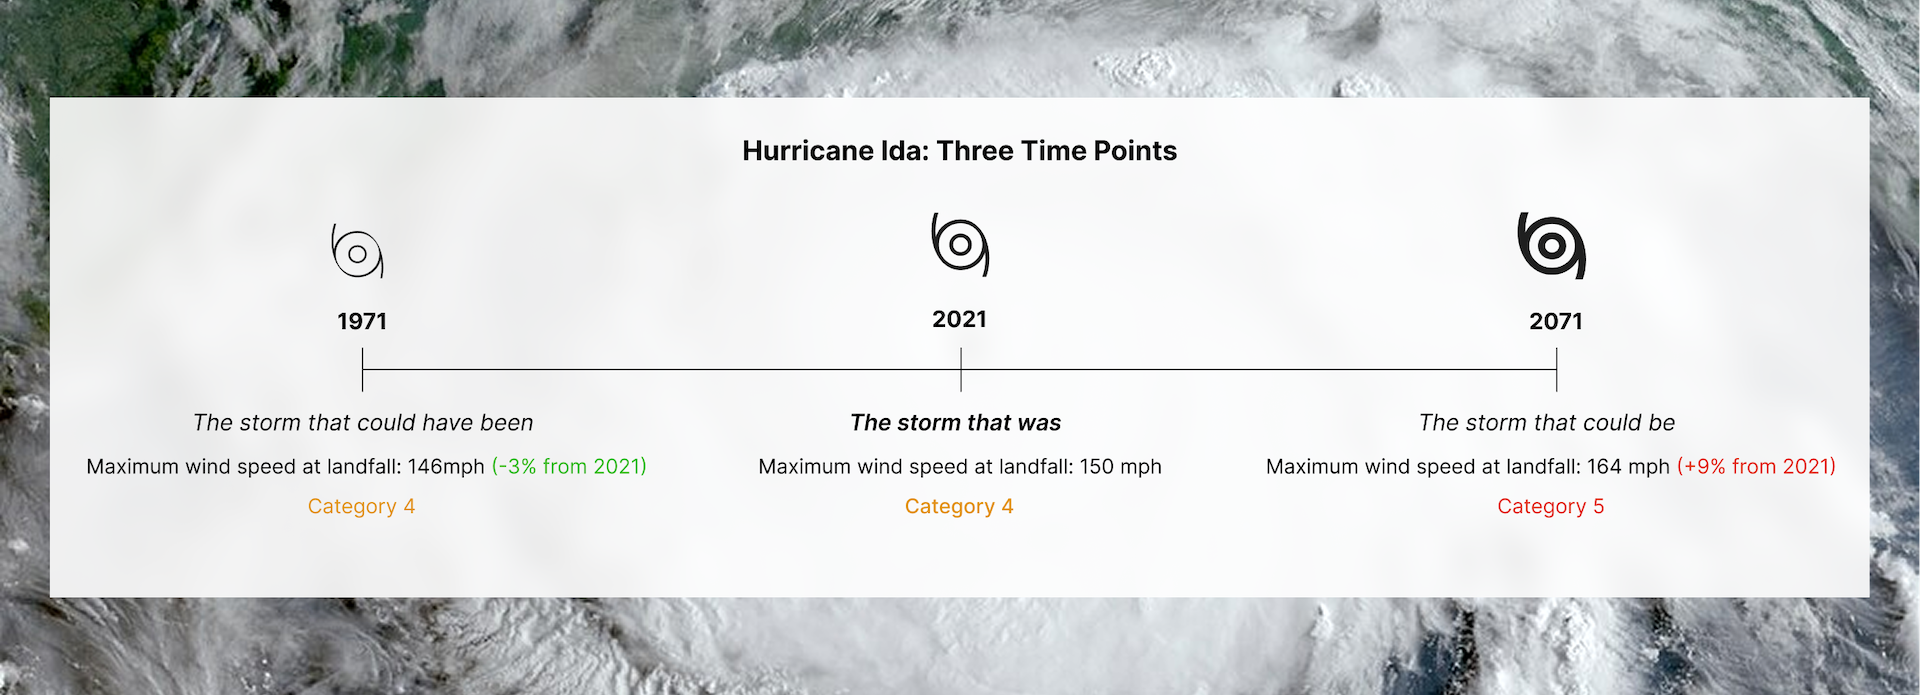 Hurricane Ida: Three Time Points
1971
2021
2071
The storm that could have been
The storm that was
The storm that could be
Maximum wind speed at landfall: 146mph (-3% from 2021)
Maximum wind speed at landfall: 150 mph
Maximum wind speed at landfall: 164 mph (+9% from 2021)
Category 4
Category 4
Category 5